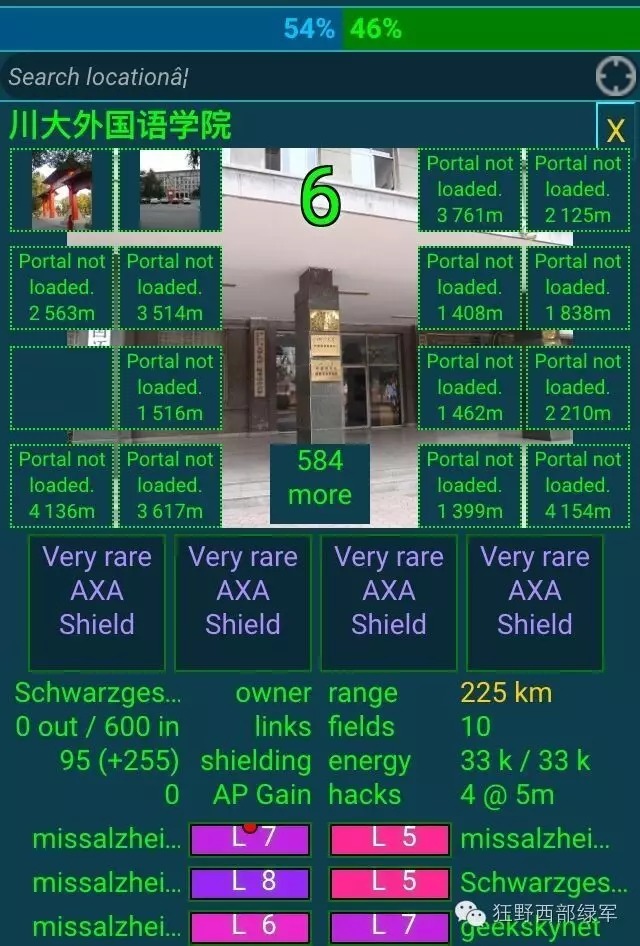 54% 46%
Search locationâ¦
川大外国语学院
X
6
Portal not loaded. 3 761m
Portal not loaded. 2 125m
Portal not loaded. 2 563m
Portal not loaded. 3 514m
Portal not loaded. 1 408m
Portal not loaded. 1 838m
Portal not loaded. 1 516m
Portal not loaded. 1 462m
Portal not loaded. 2 210m
Portal not loaded. 4 136m
Portal not loaded. 3 617m
584 more
Portal not loaded. 1 399m
Portal not loaded. 4 154m
Very rare AXA Shield
Very rare AXA Shield
Very rare AXA Shield
Very rare AXA Shield
Schwarzges... owner range 225 km
0 out / 600 in links fields 10
95 (+255) shielding energy 33 k / 33 k
0 AP Gain hacks 4 @ 5m
missalzhei... L 7 L 5 missalzhei...
missalzhei... L 8 L 5 Schwarzges...
missalzhei... L 6 L 7 geekskynet
狂野西部绿军